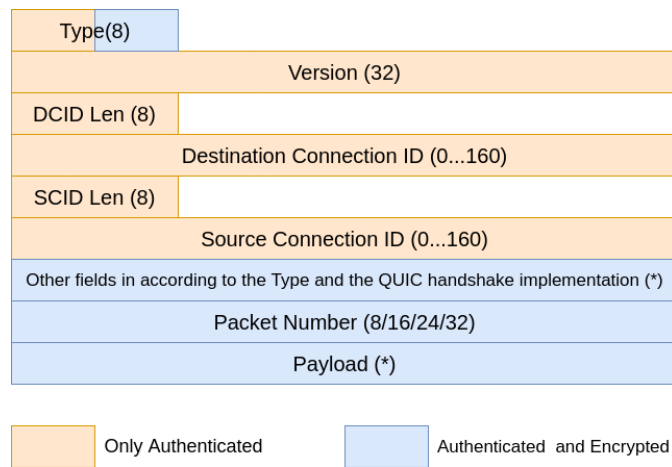 Type(8)
Version (32)
DCID Len (8)
Destination Connection ID (0...160)
SCID Len (8)
Source Connection ID (0...160)
Other fields in according to the Type and the QUIC handshake implementation (*)
Packet Number (8/16/24/32)
Payload (*)
Only Authenticated
Authenticated and Encrypted